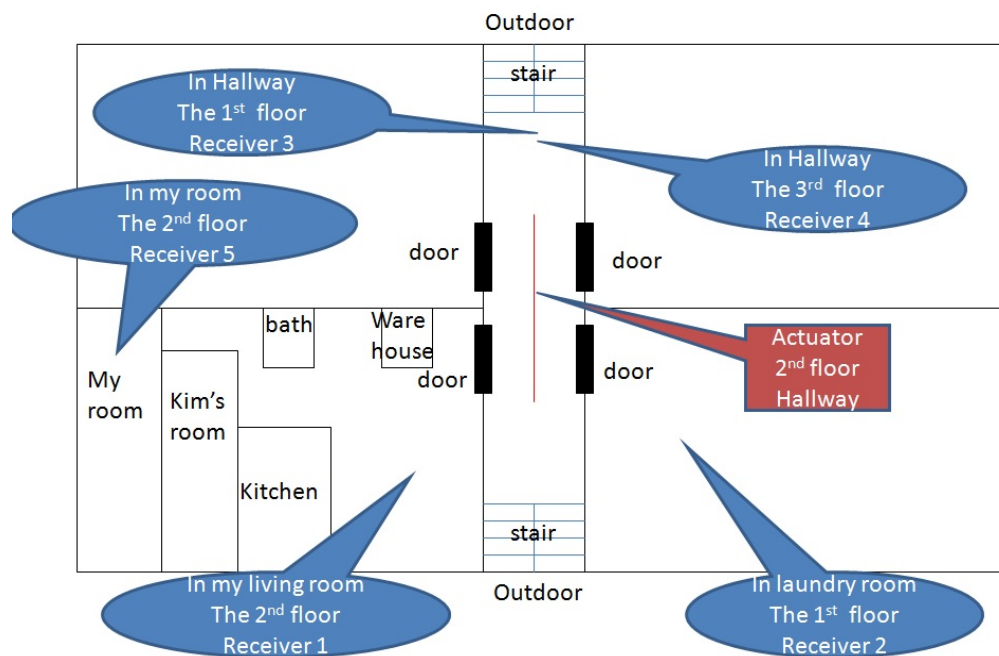 Outdoor
stair
In Hallway
The 1st floor
Receiver 3
In Hallway
The 3rd floor
Receiver 4
In my room
The 2nd floor
Receiver 5
door
door
bath
Ware
house
door
door
Actuator
2nd floor
Hallway
My
room
Kim's
room
Kitchen
stair
In my living room
The 2nd floor
Receiver 1
Outdoor
In laundry room
The 1st floor
Receiver 2